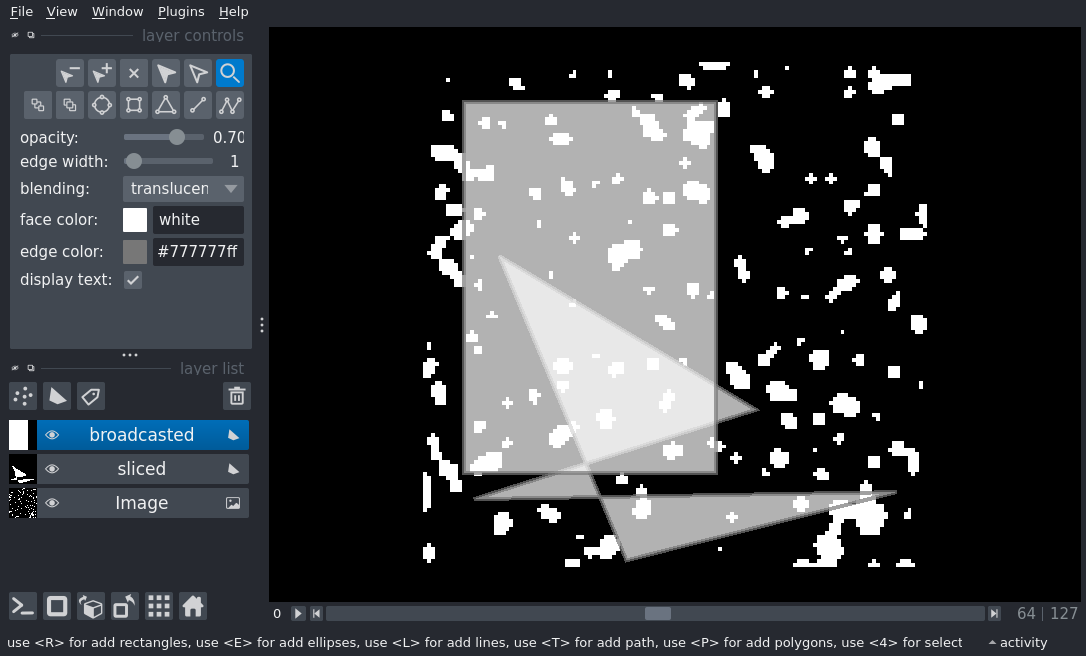 File View Window Plugins Help
layer controls
opacity: 0.70
edge width: 1
blending: translucen
face color: white
edge color: #777777ff
display text:
layer list
broadcasted
sliced
Image
0 64 | 127
use <R> for add rectangles, use <E> for add ellipses, use <L> for add lines, use <T> for add path, use <P> for add polygons, use <4> for select activity